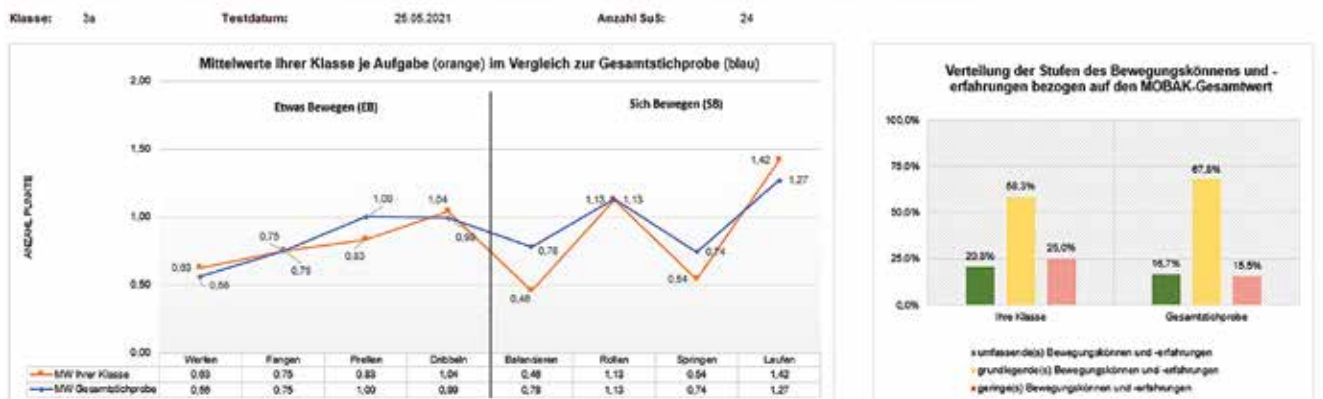 Klasse: 3a Testdatum: 25.05.2021 Anzahl SuS: 24
Mittelwerte Ihrer Klasse je Aufgabe (orange) im Vergleich zur Gesamtstichprobe (blau)
Etwas Bewegen (EB) Sich Bewegen (SB)
ANZAHL PUNKTE
2,00
1,50
1,00
0,50
0,00
0,63
0,56
0,75
0,75
1,00
0,83
1,04
0,99
0,78
0,46
1,13
1,13
0,74
0,54
1,42
1,27
Werfen Fangen Prellen Dribbeln Balancieren Rollen Springen Laufen
MW Ihrer Klasse 0,63 0,75 0,83 1,04 0,46 1,13 0,54 1,42
MW Gesamtstichprobe 0,56 0,75 1,00 0,99 0,78 1,13 0,74 1,27
Verteilung der Stufen des Bewegungskönnens und -
erfahrungen bezogen auf den MOBAK-Gesamtwert
100,0%
75,0%
50,0%
25,0%
0,0%
58,3%
25,0%
16,7%
67,8%
15,5%
Ihre Klasse Gesamtstichprobe
umfassende(s) Bewegungskönnen und -erfahrungen
grundlegende(s) Bewegungskönnen und -erfahrungen
geringe(s) Bewegungskönnen und -erfahrungen